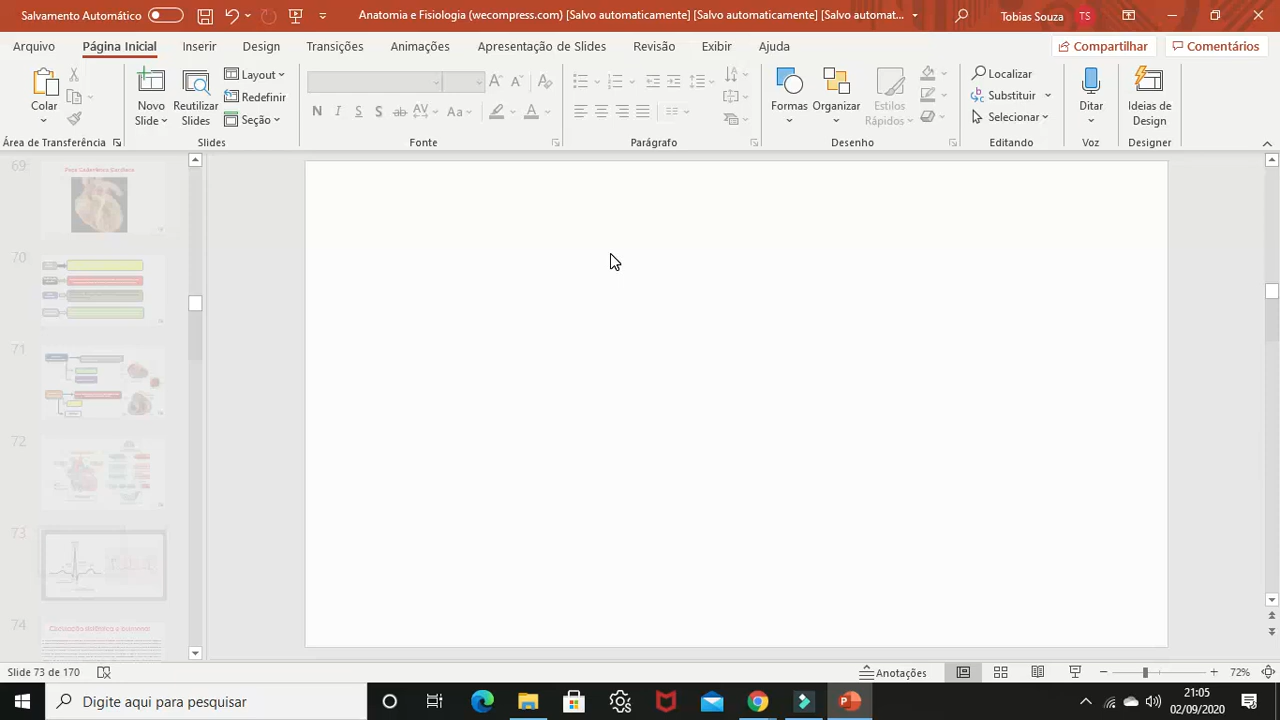 Salvamento Automático
Anatomia e Fisiologia (wecompress.com) [Salvo automaticamente] [Salvo automaticamente] [Salvo automat...
Tobias Souza
TS
Arquivo
Página Inicial
Inserir
Design
Transições
Animações
Apresentação de Slides
Revisão
Exibir
Ajuda
Compartilhar
Comentários
Colar
Novo Slide
Reutilizar Slides
Layout
Redefinir
Seção
N I S S ab AV Aa A
Formas
Organizar
Estilos Rápidos
Localizar
Substituir
Selecionar
Ditar
Ideias de Design
Área de Transferência
Slides
Fonte
Parágrafo
Desenho
Editando
Voz
Designer
69
70
71
72
73
74
Slide 73 de 170
Anotações
72%
Digite aqui para pesquisar
21:05
02/09/2020